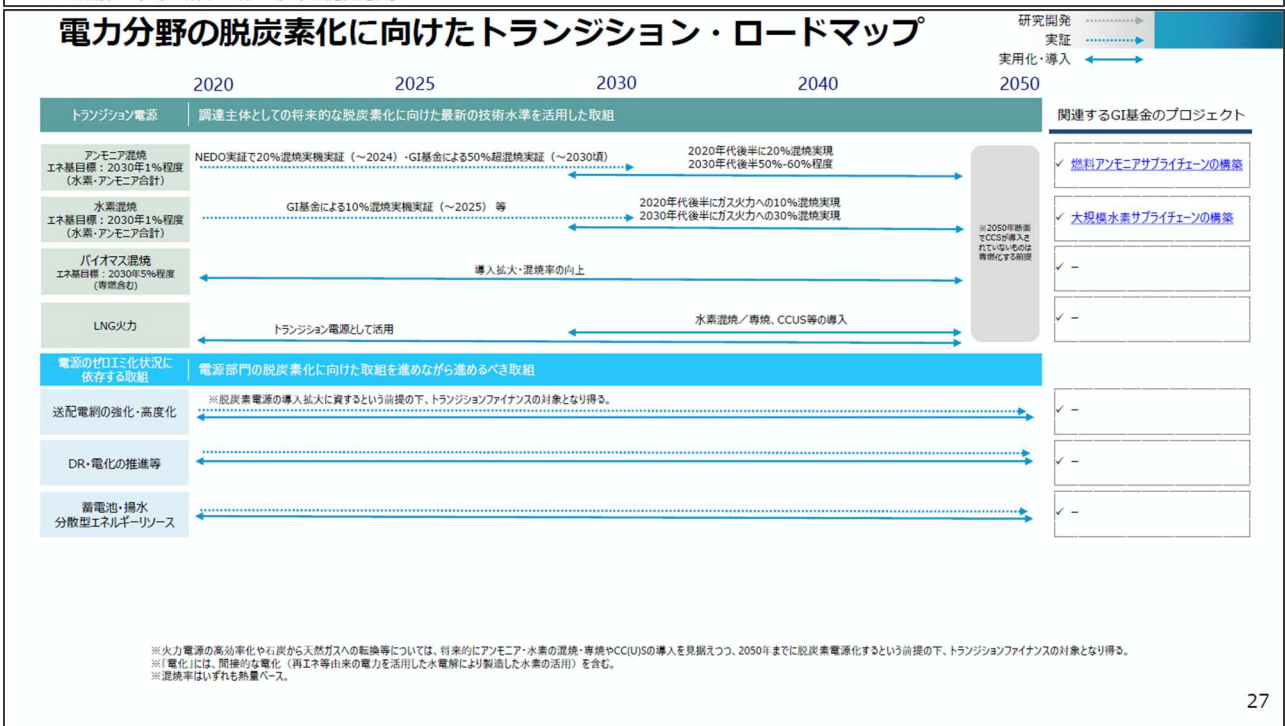 電力分野の脱炭素化に向けたトランジション・ロードマップ
研究開発
実証
実用化・導入
2020
2025
2030
2040
2050
トランジション電源
調達主体としての将来的な脱炭素化に向けた最新の技術水準を活用した取組
関連するGI基金のプロジェクト
アンモニア混焼
エネ基目標：2030年1%程度
（水素・アンモニア合計）
NEDO実証で20%混焼実機実証（～2024）・GI基金による50%超混焼実証（～2030頃）
2020年代後半に20%混焼実現
2030年代後半50%-60%程度
✓ 燃料アンモニアサプライチェーンの構築
水素混焼
エネ基目標：2030年1%程度
（水素・アンモニア合計）
GI基金による10%混焼実機実証（～2025） 等
2020年代後半にガス火力への10%混焼実現
2030年代後半にガス火力への30%混焼実現
✓ 大規模水素サプライチェーンの構築
※2050年断面
でCCSが導入さ
れていないものは
専燃化する前提
バイオマス混焼
エネ基目標：2030年5%程度
(専燃含む)
導入拡大・混焼率の向上
✓ －
LNG火力
トランジション電源として活用
水素混焼／専焼、CCUS等の導入
✓ －
電源のゼロエミ化状況に
依存する取組
電源部門の脱炭素化に向けた取組を進めながら進めるべき取組
送配電網の強化・高度化
※脱炭素電源の導入拡大に資するという前提の下、トランジションファイナンスの対象となり得る。
✓ －
DR・電化の推進等
✓ －
蓄電池・揚水
分散型エネルギーリソース
✓ －
※火力電源の高効率化や石炭から天然ガスへの転換等については、将来的にアンモニア・水素の混焼・専焼やCC(U)Sの導入を見据えつつ、2050年までに脱炭素電源化するという前提の下、トランジションファイナンスの対象となり得る。
※「電化」には、間接的な電化（再エネ等由来の電力を活用した水電解により製造した水素の活用）を含む。
※混焼率はいずれも熱量ベース。
27